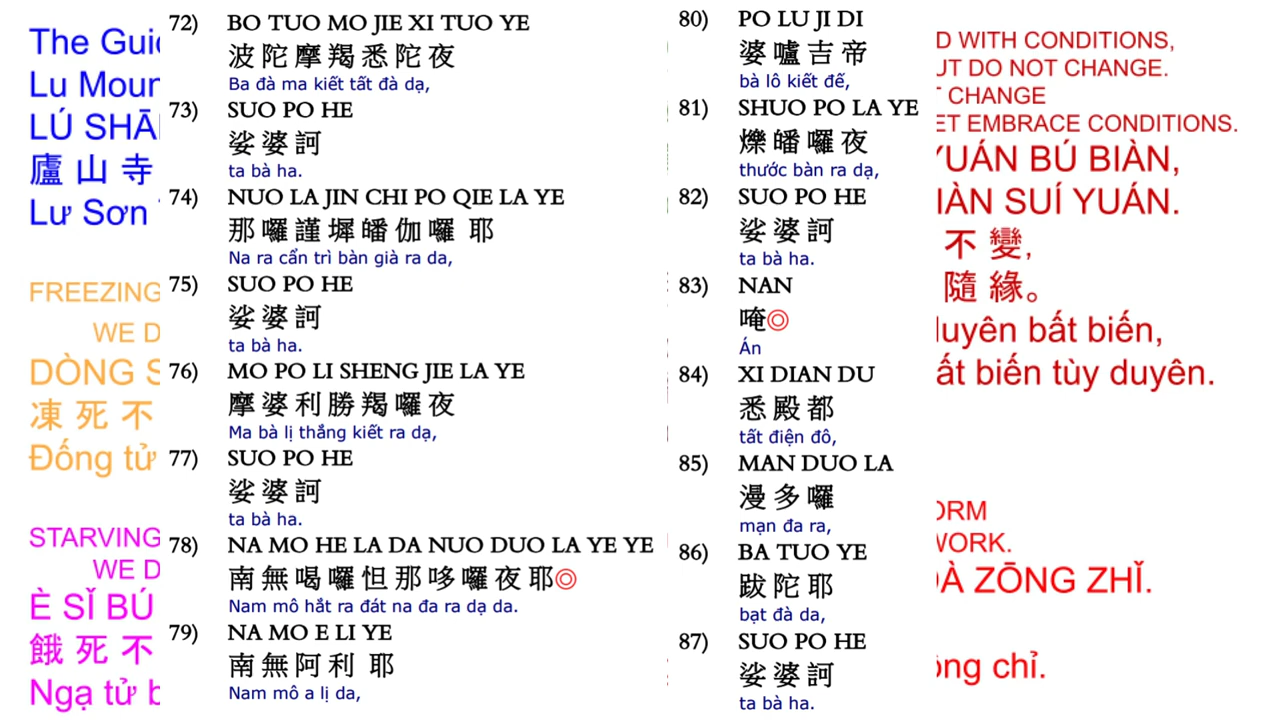 The Guid
Lu Moun
LÚ SHĀ
廬 山 寺
Lư Sơn
FREEZING
WE D
DÒNG S
凍 死 不
Đống tử
STARVING
WE D
È SǏ BÚ
餓 死 不
Ngạ tử b
72) BO TUO MO JIE XI TUO YE
波陀摩羯悉陀夜
Ba đà ma kiết tất đà dạ,
73) SUO PO HE
娑婆訶
ta bà ha.
74) NUO LA JIN CHI PO QIE LA YE
那囉謹墀皤伽囉 耶
Na ra cẩn trì bàn già ra da,
75) SUO PO HE
娑婆訶
ta bà ha.
76) MO PO LI SHENG JIE LA YE
摩婆利勝羯囉夜
Ma bà lị thắng kiết ra dạ,
77) SUO PO HE
娑婆訶
ta bà ha.
78) NA MO HE LA DA NUO DUO LA YE YE
南無喝囉怛那哆囉夜耶◎
Nam mô hắt ra đát na đa ra dạ da.
79) NA MO E LI YE
南無阿利 耶
Nam mô a lị da,
80) PO LU JI DI
婆嚧吉帝
bà lô kiết đế,
81) SHUO PO LA YE
爍皤囉夜
thước bàn ra dạ,
82) SUO PO HE
娑婆訶
ta bà ha.
83) NAN
唵◎
Án
84) XI DIAN DU
悉殿都
tất điện đô,
85) MAN DUO LA
漫多囉
mạn đa ra,
86) BA TUO YE
跋陀耶
bạt đà da,
87) SUO PO HE
娑婆訶
ta bà ha.
D WITH CONDITIONS,
UT DO NOT CHANGE.
CHANGE
ET EMBRACE CONDITIONS.
YUÁN BÚ BIÀN,
IÀN SUÍ YUÁN.
不 變,
隨 緣。
duyên bất biến,
ất biến tùy duyên.
ORM
WORK.
ÒÀ ZŌNG ZHǏ.
ông chỉ.